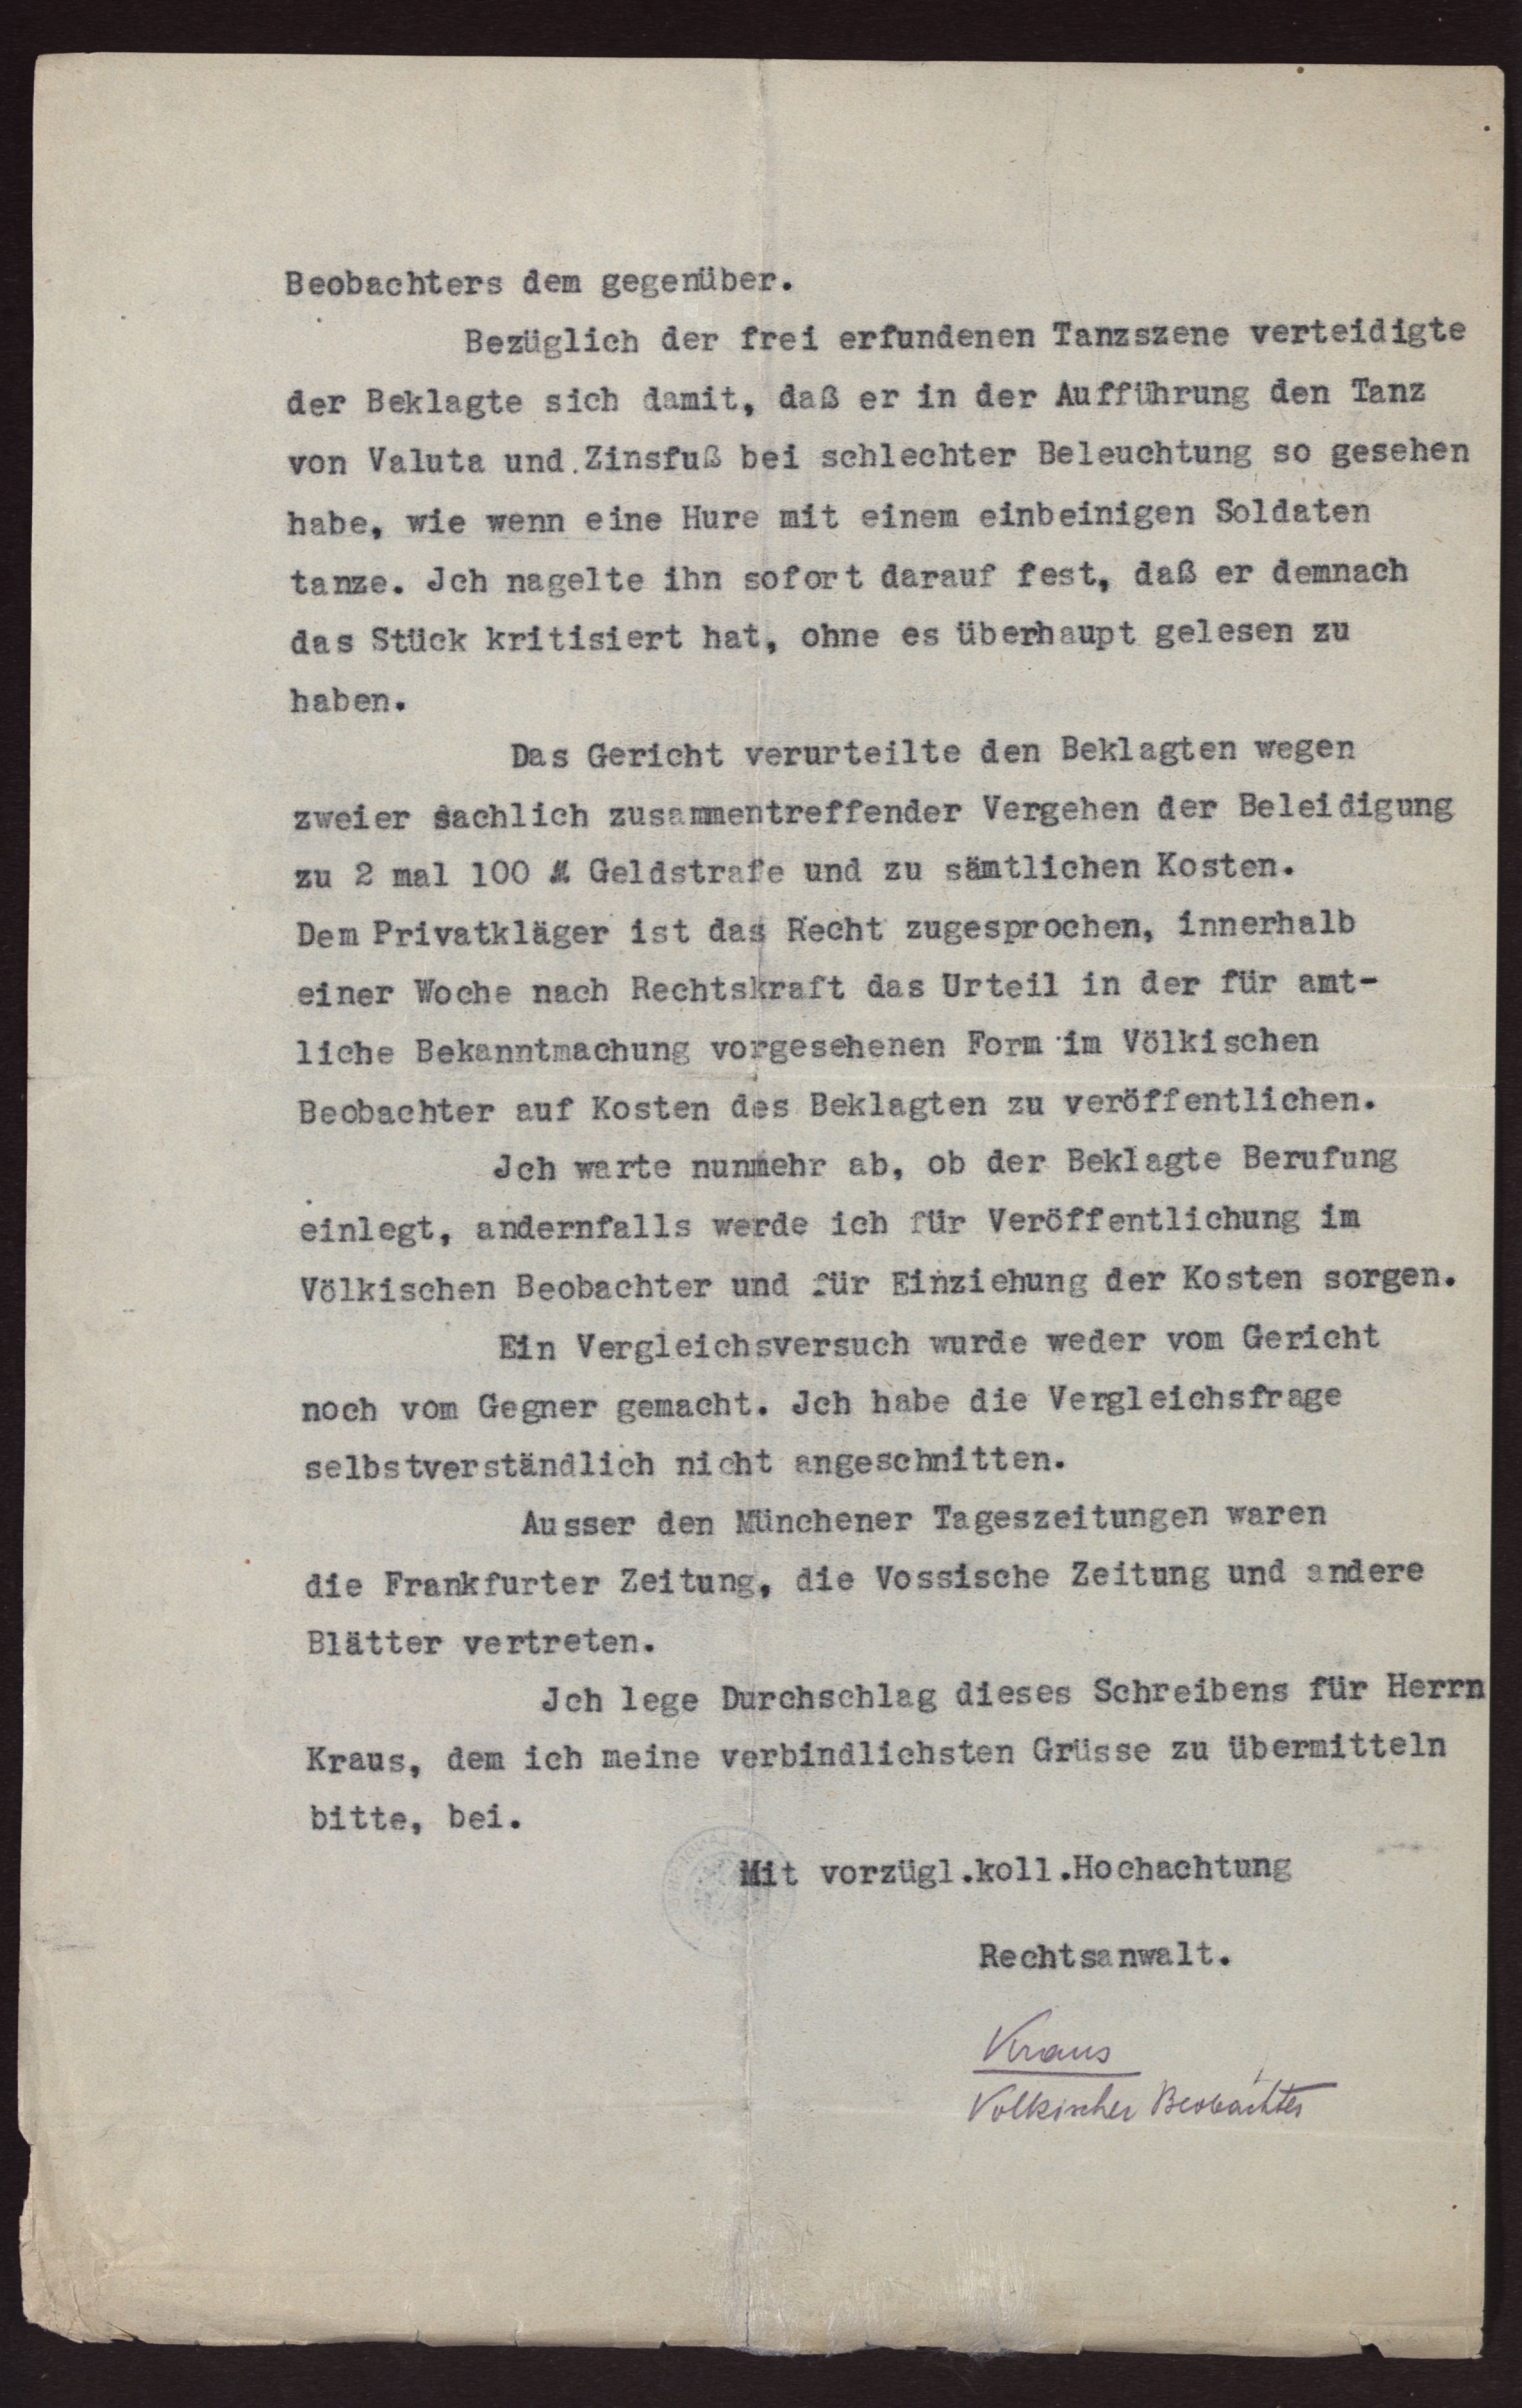 Beobachters dem gegenüber.
Bezüglich der frei erfundenen Tanzszene verteidigte
der Beklagte sich damit, daß er in der Aufführung den Tanz
von Valuta und Zinsfuß bei schlechter Beleuchtung so gesehen
habe, wie wenn eine Hure mit einem einbeinigen Soldaten
tanze. Jch nagelte ihn sofort darauf fest, daß er demnach
das Stück kritisiert hat, ohne es überhaupt gelesen zu
haben.
Das Gericht verurteilte den Beklagten wegen
zweier sachlich zusammentreffender Vergehen der Beleidigung
zu 2 mal 100 M Geldstrafe und zu sämtlichen Kosten.
Dem Privatkläger ist das Recht zugesprochen, innerhalb
einer Woche nach Rechtskraft das Urteil in der für amt-
liche Bekanntmachung vorgesehenen Form im Völkischen
Beobachter auf Kosten des Beklagten zu veröffentlichen.
Jch warte nunmehr ab, ob der Beklagte Berufung
einlegt, andernfalls werde ich für Veröffentlichung im
Völkischen Beobachter und für Einziehung der Kosten sorgen.
Ein Vergleichsversuch wurde weder vom Gericht
noch vom Gegner gemacht. Jch habe die Vergleichsfrage
selbstverständlich nicht angeschnitten.
Ausser den Münchener Tageszeitungen waren
die Frankfurter Zeitung, die Vossische Zeitung und andere
Blätter vertreten.
Jch lege Durchschlag dieses Schreibens für Herrn
Kraus, dem ich meine verbindlichsten Grüsse zu übermitteln
bitte, bei.
Mit vorzügl.koll.Hochachtung
Rechtsanwalt.
Kraus
Volkischer Beobachter